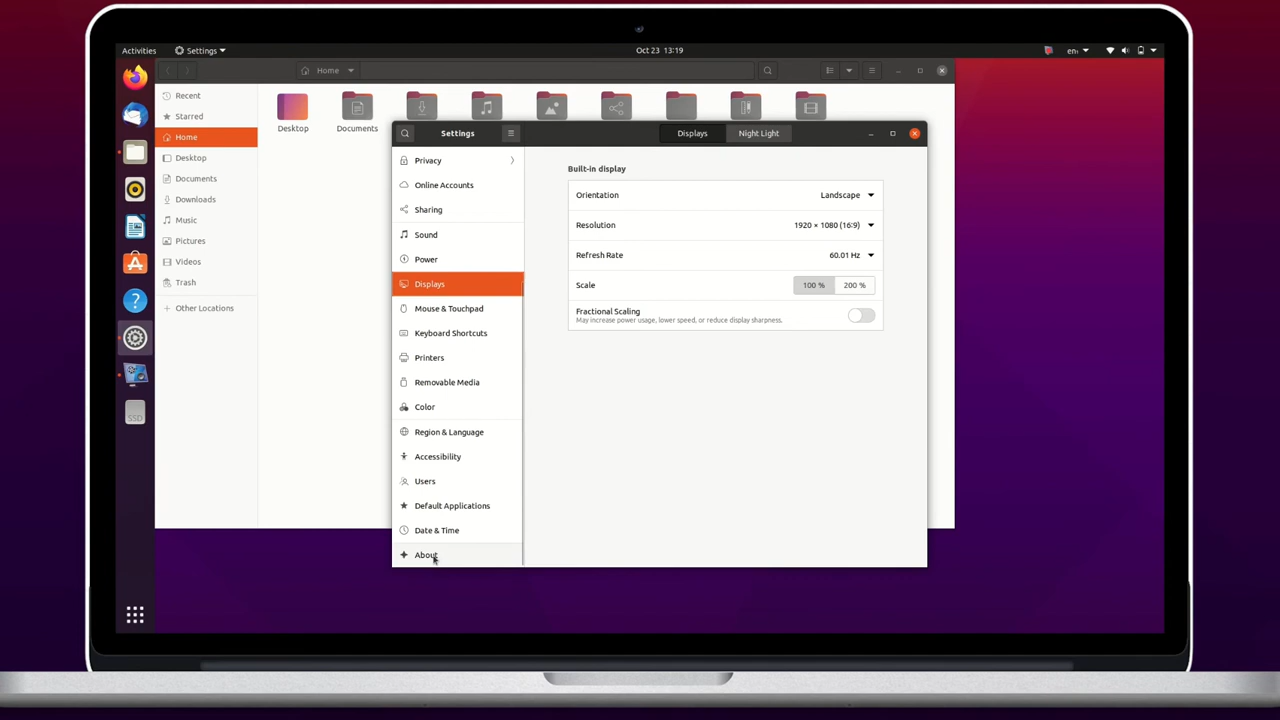 Activities
Settings
Oct 23 13:19
en
Home
Recent
Starred
Home
Desktop
Documents
Downloads
Music
Pictures
Videos
Trash
Other Locations
Desktop
Documents
SSD
Settings
Displays
Night Light
Privacy
Online Accounts
Sharing
Sound
Power
Displays
Mouse & Touchpad
Keyboard Shortcuts
Printers
Removable Media
Color
Region & Language
Accessibility
Users
Default Applications
Date & Time
About
Built-in display
Orientation
Landscape
Resolution
1920 × 1080 (16:9)
Refresh Rate
60.01 Hz
Scale
100 %
200 %
Fractional Scaling
May increase power usage, lower speed, or reduce display sharpness.